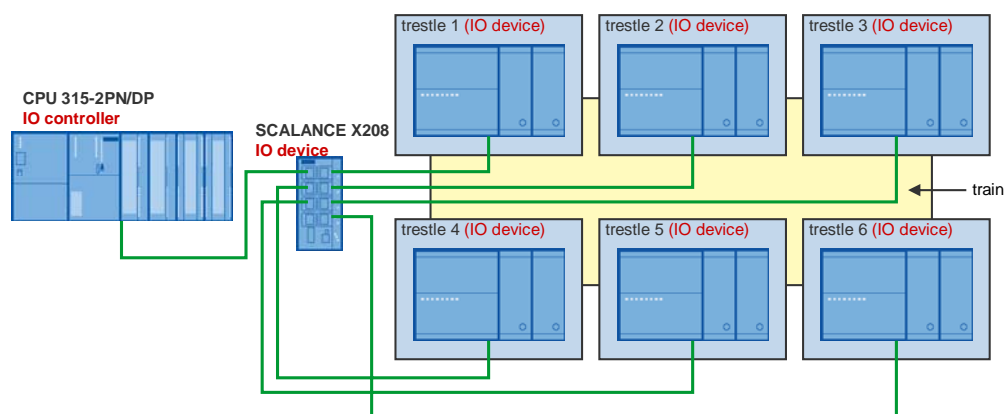 trestle 1 (IO device)
trestle 2 (IO device)
trestle 3 (IO device)
CPU 315-2PN/DP
IO controller
SCALANCE X208
IO device
train
trestle 4 (IO device)
trestle 5 (IO device)
trestle 6 (IO device)